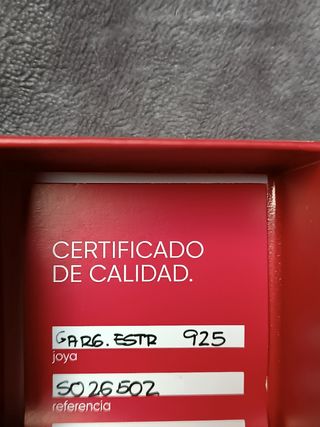 CERTIFICADO
DE CALIDAD.
GARG. ESTR 925
joya
SO26502
referencia